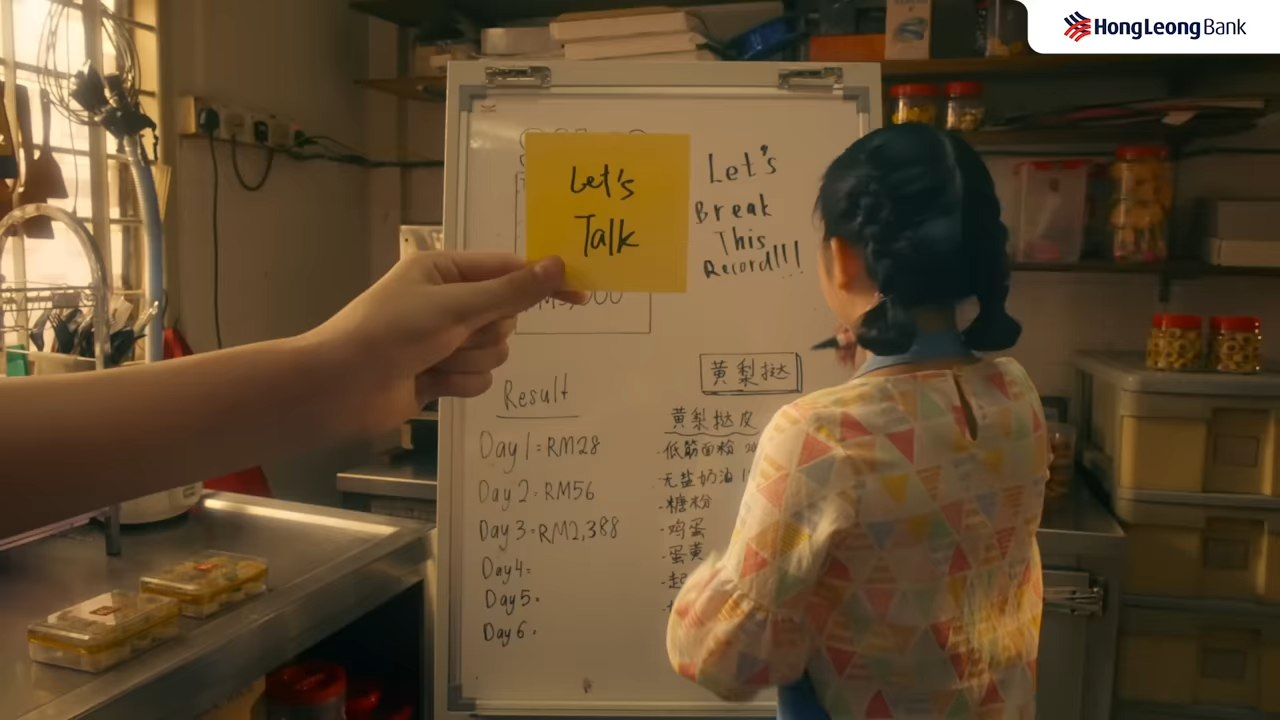 HongLeong Bank
Let's
Talk
Let's
Break
This
Record!!!
Result
Day 1 = RM28
Day 2 = RM56
Day 3 = RM2,388
Day 4 =
Day 5
Day 6
黄梨挞
黄梨挞皮
·低筋面粉
·无盐奶油
·糖粉
·鸡蛋
·蛋黄